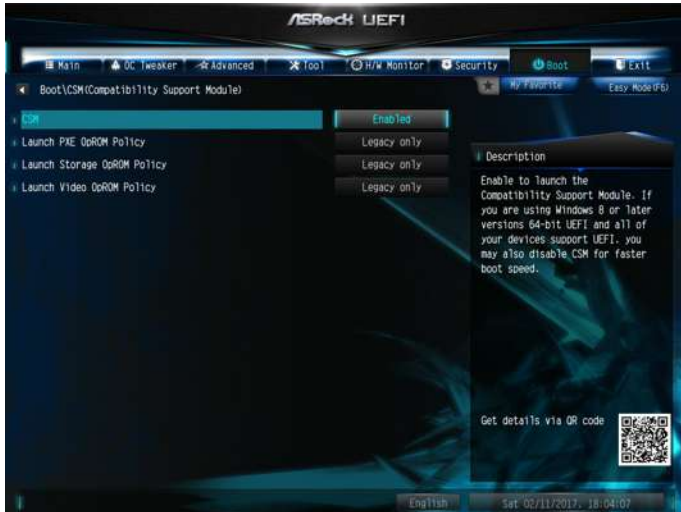 ASRock UEFI
Main OC Tweaker Advanced Tool H/W Monitor Security Boot Exit
Boot\CSM(Compatibility Support Module)
My Favorite
Easy Mode(F6)
CSM Enabled
Launch PXE OpROM Policy Legacy only
Launch Storage OpROM Policy Legacy only
Launch Video OpROM Policy Legacy only
Description
Enable to launch the
Compatibility Support Module. If
you are using Windows 8 or later
versions 64-bit UEFI and all of
your devices support UEFI, you
may also disable CSM for faster
boot speed.
Get details via QR code
English
Sat 02/11/2017. 18:04:07